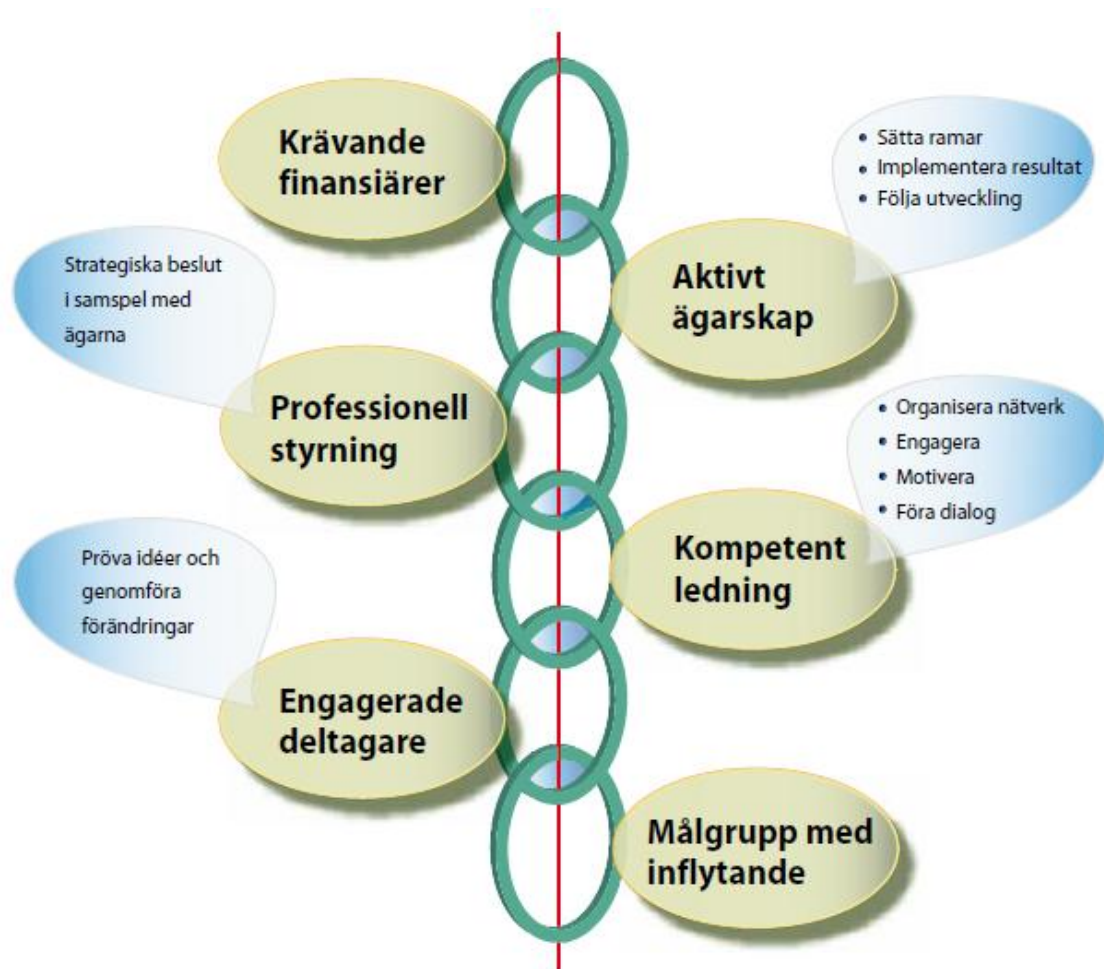 Krävande
finansiärer
• Sätta ramar
• Implementera resultat
• Följa utveckling
Aktivt
ägarskap
Strategiska beslut
i samspel med
ägarna
Professionell
styrning
• Organisera nätverk
• Engagera
• Motivera
• Föra dialog
Kompetent
ledning
Pröva idéer och
genomföra
förändringar
Engagerade
deltagare
Målgrupp med
inflytande